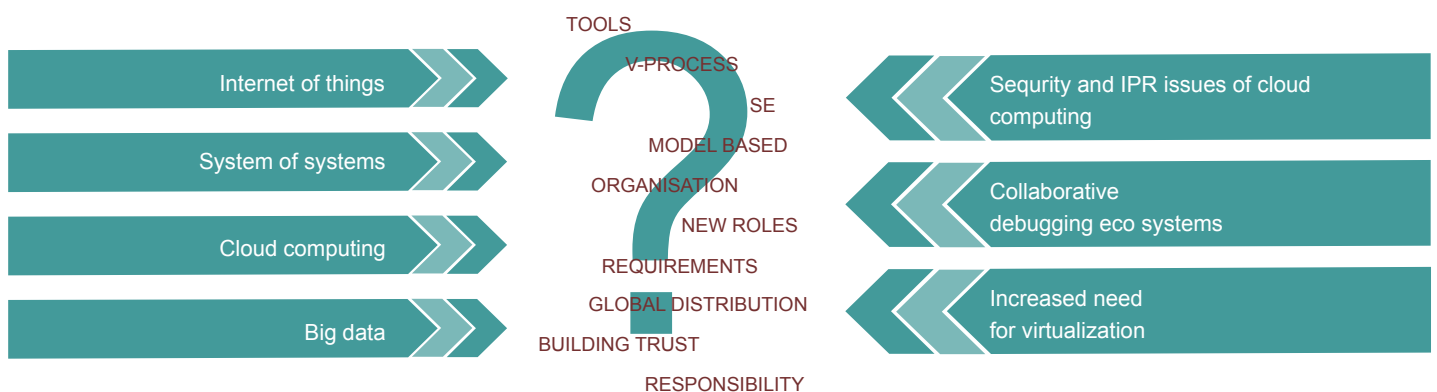 Internet of things
System of systems
Cloud computing
Big data
TOOLS
V-PROCESS
SE
MODEL BASED
ORGANISATION
NEW ROLES
REQUIREMENTS
GLOBAL DISTRIBUTION
BUILDING TRUST
RESPONSIBILITY
?
Sequrity and IPR issues of cloud
computing
Collaborative
debugging eco systems
Increased need
for virtualization